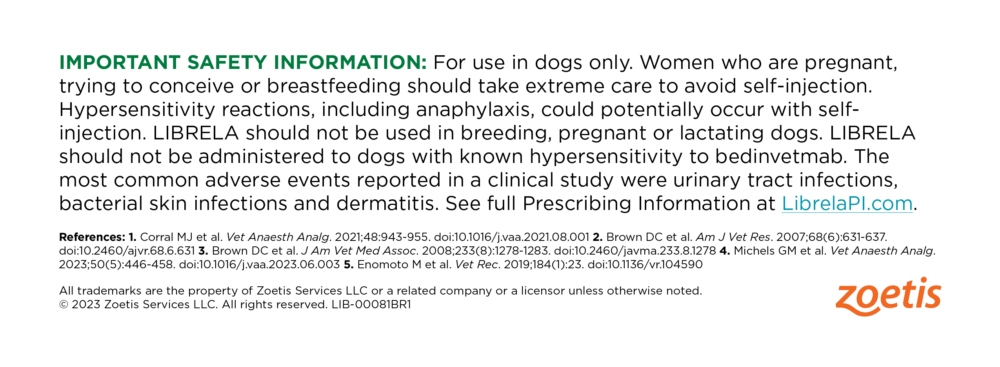 IMPORTANT SAFETY INFORMATION: For use in dogs only. Women who are pregnant,
trying to conceive or breastfeeding should take extreme care to avoid self-injection.
Hypersensitivity reactions, including anaphylaxis, could potentially occur with self-
injection. LIBRELA should not be used in breeding, pregnant or lactating dogs. LIBRELA
should not be administered to dogs with known hypersensitivity to bedinvetmab. The
most common adverse events reported in a clinical study were urinary tract infections,
bacterial skin infections and dermatitis. See full Prescribing Information at LibrelaPI.com.
References: 1. Corral MJ et al. Vet Anaesth Analg. 2021;48:943-955. doi:10.1016/j.vaa.2021.08.001 2. Brown DC et al. Am J Vet Res. 2007;68(6):631-637.
doi:10.2460/ajvr.68.6.631 3. Brown DC et al. J Am Vet Med Assoc. 2008;233(8):1278-1283. doi:10.2460/javma.233.8.1278 4. Michels GM et al. Vet Anaesth Analg.
2023;50(5):446-458. doi:10.1016/j.vaa.2023.06.003 5. Enomoto M et al. Vet Rec. 2019;184(1):23. doi:10.1136/vr.104590
All trademarks are the property of Zoetis Services LLC or a related company or a licensor unless otherwise noted.
© 2023 Zoetis Services LLC. All rights reserved. LIB-00081BR1
zoetis